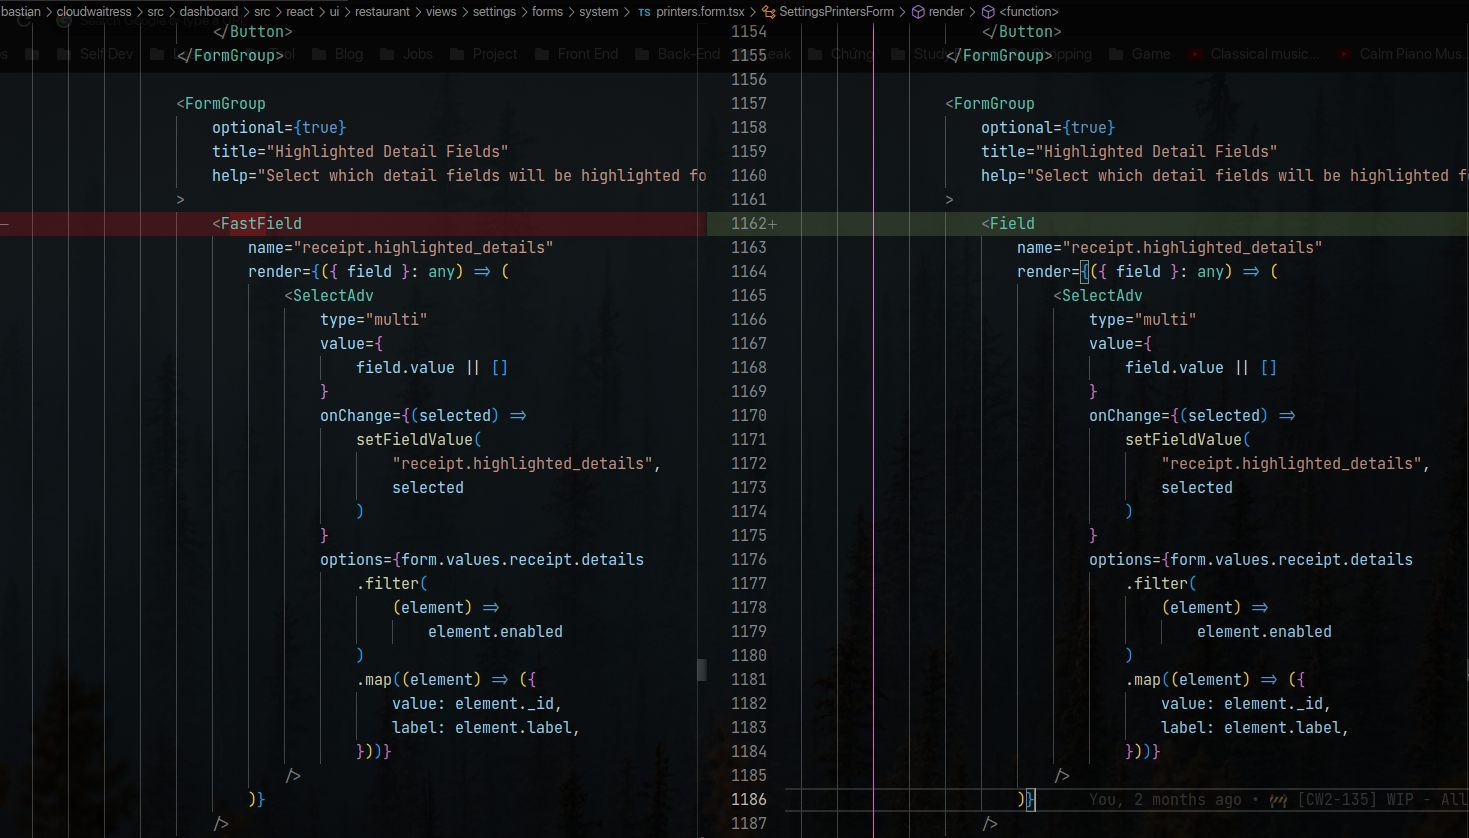 bastian > cloudwaitress > src > dashboard > src > react > ui > restaurant > views > settings > forms > system > TS printers.form.tsx > SettingsPrintersForm > render > <function>
Self Dev
Tool
Blog
Jobs
Project
Front End
Back-End
Chứng
Shopping
Game
Classical music...
Calm Piano Mus...
</Button>
</FormGroup>
<FormGroup
optional={true}
title="Highlighted Detail Fields"
help="Select which detail fields will be highlighted fo
>
<FastField
name="receipt.highlighted_details"
render={({ field }: any) => (
<SelectAdv
type="multi"
value={
field.value || []
}
onChange={(selected) =>
setFieldValue(
"receipt.highlighted_details",
selected
)
}
options={form.values.receipt.details
.filter(
(element) =>
element.enabled
)
.map((element) => ({
value: element._id,
label: element.label,
}))}
/>
)}
/>
1154 </Button>
1155 </FormGroup>
1156
1157 <FormGroup
1158 optional={true}
1159 title="Highlighted Detail Fields"
1160 help="Select which detail fields will be highlighted f
1161 >
1162+ <Field
1163 name="receipt.highlighted_details"
1164 render={({ field }: any) => (
1165 <SelectAdv
1166 type="multi"
1167 value={
1168 field.value || []
1169 }
1170 onChange={(selected) =>
1171 setFieldValue(
1172 "receipt.highlighted_details",
1173 selected
1174 )
1175 }
1176 options={form.values.receipt.details
1177 .filter(
1178 (element) =>
1179 element.enabled
1180 )
1181 .map((element) => ({
1182 value: element._id,
1183 label: element.label,
1184 }))}
1185 />
1186 )} You, 2 months ago • 🚧 [CW2-135] WIP - All
1187 />